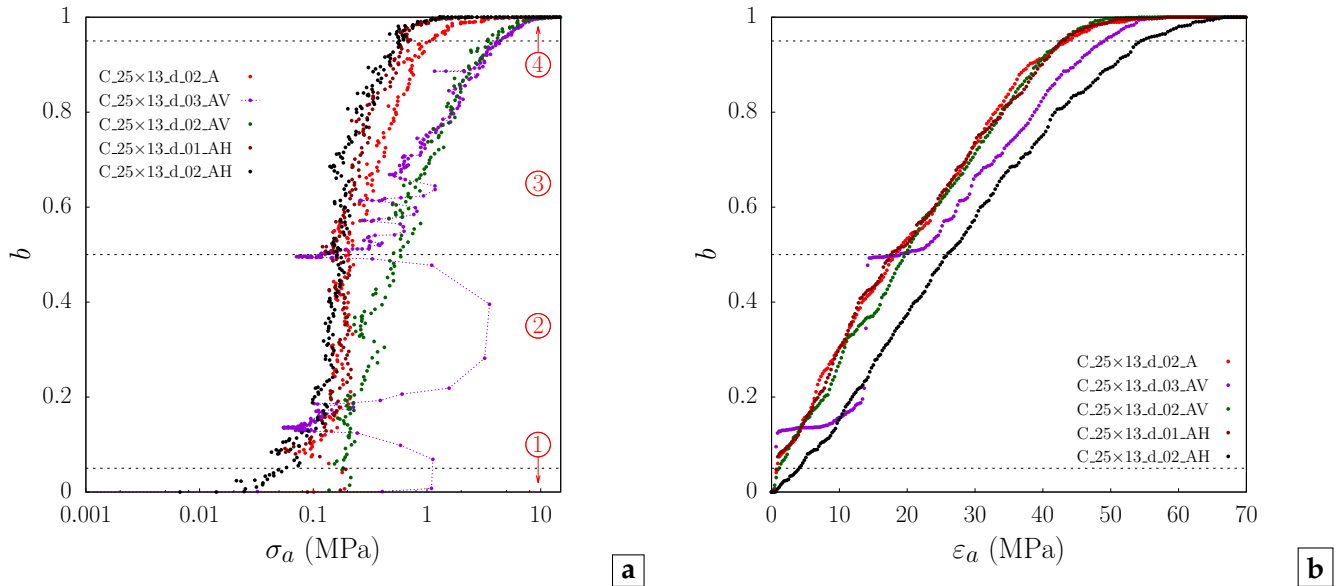 1
0.8
0.6
0.4
0.2
0
b
0.001
0.01
0.1
1
10
σa (MPa)
C_25×13_d_02_A
C_25×13_d_03_AV
C_25×13_d_02_AV
C_25×13_d_01_AH
C_25×13_d_02_AH
④
③
②
①
a
1
0.8
0.6
0.4
0.2
0
b
0
10
20
30
40
50
60
70
εa (MPa)
C_25×13_d_02_A
C_25×13_d_03_AV
C_25×13_d_02_AV
C_25×13_d_01_AH
C_25×13_d_02_AH
b